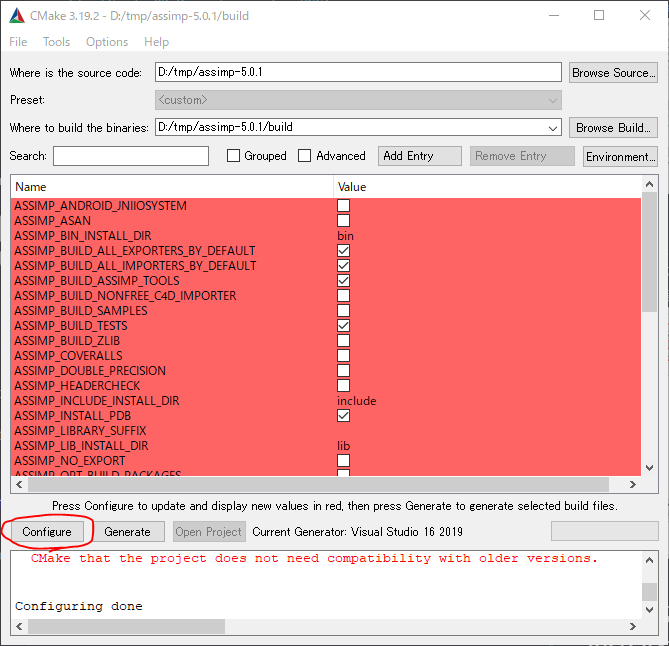 CMake 3.19.2 - D:/tmp/assimp-5.0.1/build
File Tools Options Help
Where is the source code: D:/tmp/assimp-5.0.1 Browse Source...
Preset: <custom>
Where to build the binaries: D:/tmp/assimp-5.0.1/build Browse Build...
Search: Grouped Advanced Add Entry Remove Entry Environment...
Name Value
ASSIMP_ANDROID_JNIIOSYSTEM
ASSIMP_ASAN
ASSIMP_BIN_INSTALL_DIR bin
ASSIMP_BUILD_ALL_EXPORTERS_BY_DEFAULT
ASSIMP_BUILD_ALL_IMPORTERS_BY_DEFAULT
ASSIMP_BUILD_ASSIMP_TOOLS
ASSIMP_BUILD_NONFREE_C4D_IMPORTER
ASSIMP_BUILD_SAMPLES
ASSIMP_BUILD_TESTS
ASSIMP_BUILD_ZLIB
ASSIMP_COVERALLS
ASSIMP_DOUBLE_PRECISION
ASSIMP_HEADERCHECK
ASSIMP_INCLUDE_INSTALL_DIR include
ASSIMP_INSTALL_PDB
ASSIMP_LIBRARY_SUFFIX
ASSIMP_LIB_INSTALL_DIR lib
ASSIMP_NO_EXPORT
ASSIMP_OPT_BUILD_PACKAGES
Press Configure to update and display new values in red, then press Generate to generate selected build files.
Configure Generate Open Project Current Generator: Visual Studio 16 2019
CMake that the project does not need compatibility with older versions.
Configuring done